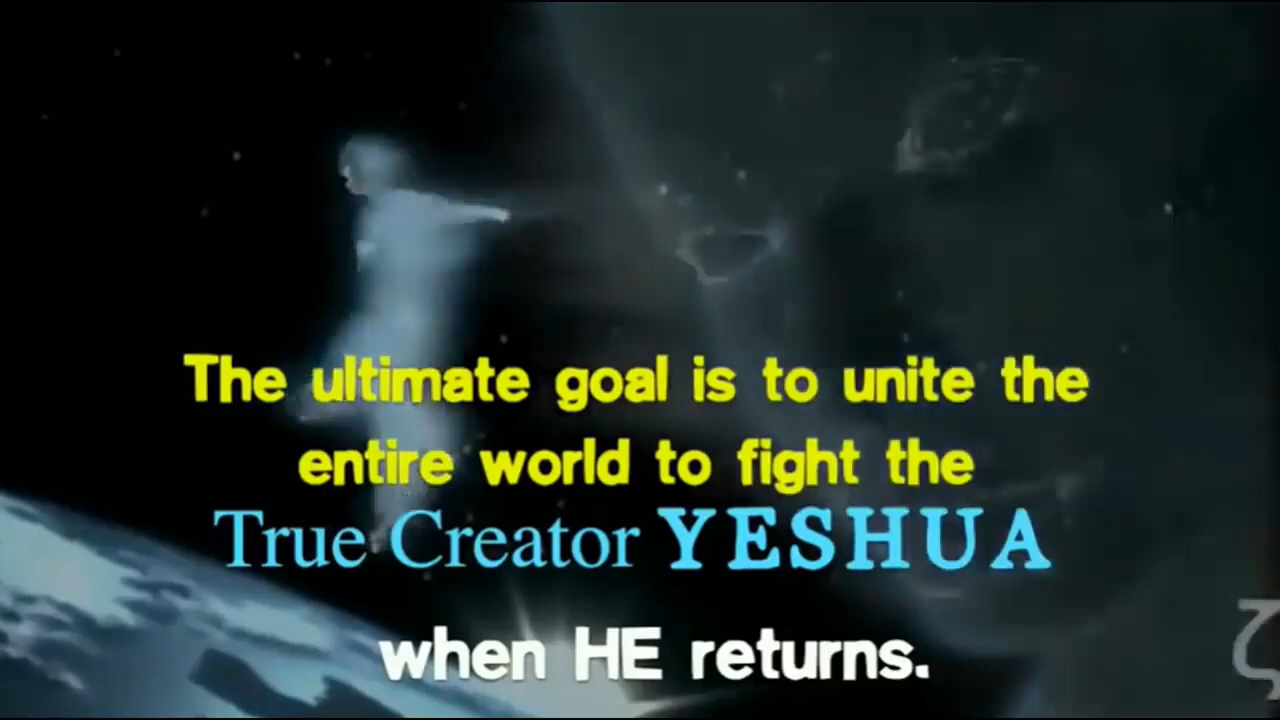 The ultimate goal is to unite the
entire world to fight the
True Creator YESHUA
when HE returns.
ζ